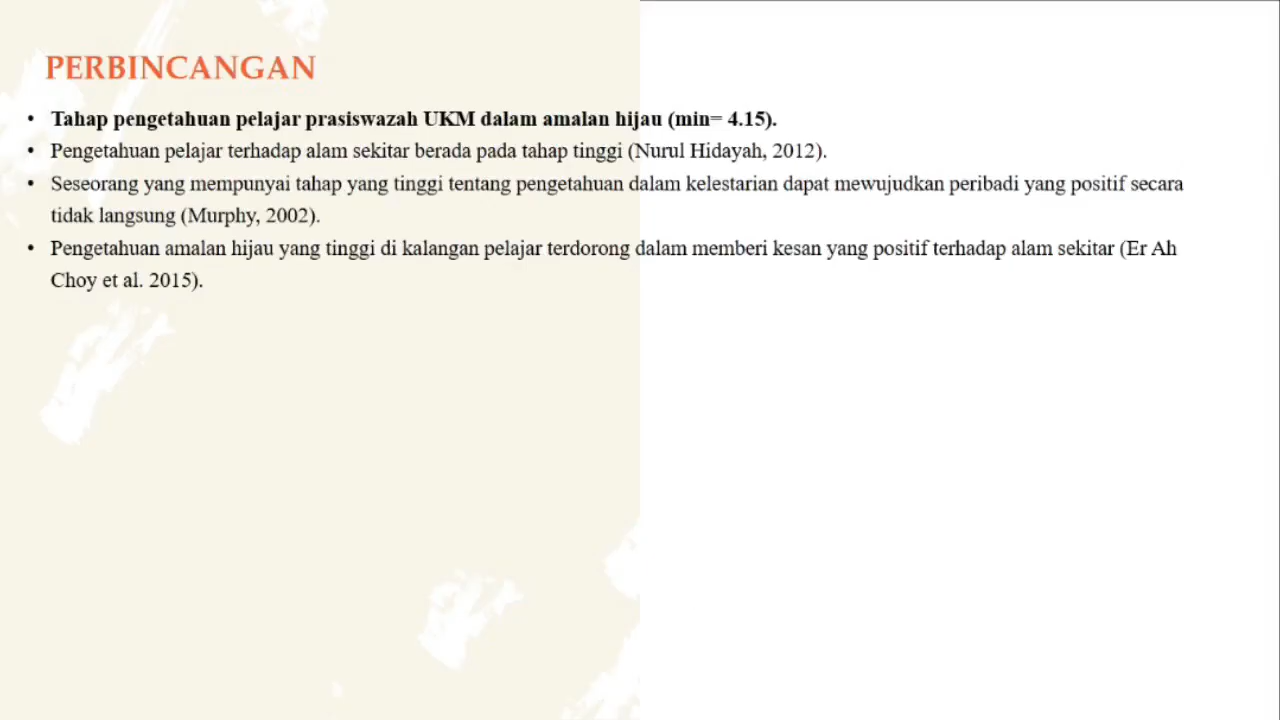 PERBINCANGAN
• Tahap pengetahuan pelajar prasiswazah UKM dalam amalan hijau (min= 4.15).
• Pengetahuan pelajar terhadap alam sekitar berada pada tahap tinggi (Nurul Hidayah, 2012).
• Seseorang yang mempunyai tahap yang tinggi tentang pengetahuan dalam kelestarian dapat mewujudkan peribadi yang positif secara
tidak langsung (Murphy, 2002).
• Pengetahuan amalan hijau yang tinggi di kalangan pelajar terdorong dalam memberi kesan yang positif terhadap alam sekitar (Er Ah
Choy et al. 2015).